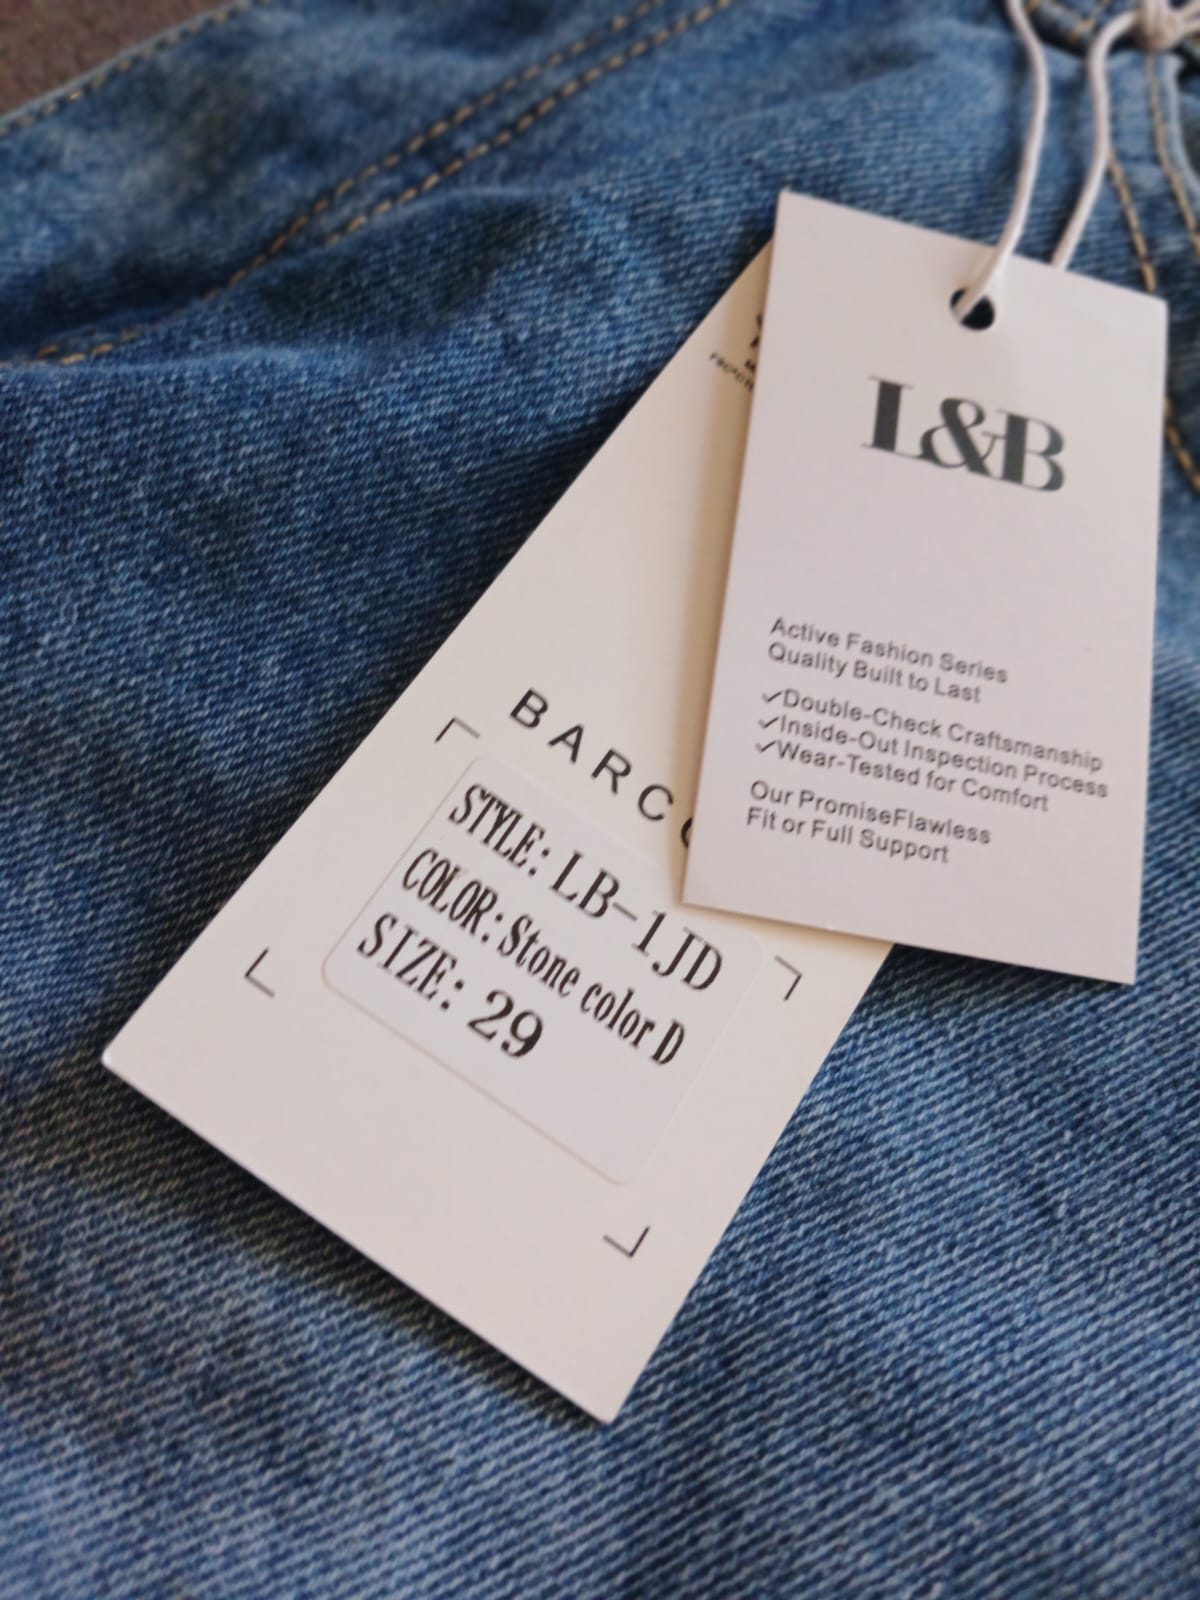 L&B
Active Fashion Series
Quality Built to Last
✓Double-Check Craftsmanship
✓Inside-Out Inspection Process
✓Wear-Tested for Comfort
Our PromiseFlawless
Fit or Full Support
BARC
STYLE: LB-1JD
COLOR: Stone color D
SIZE: 29